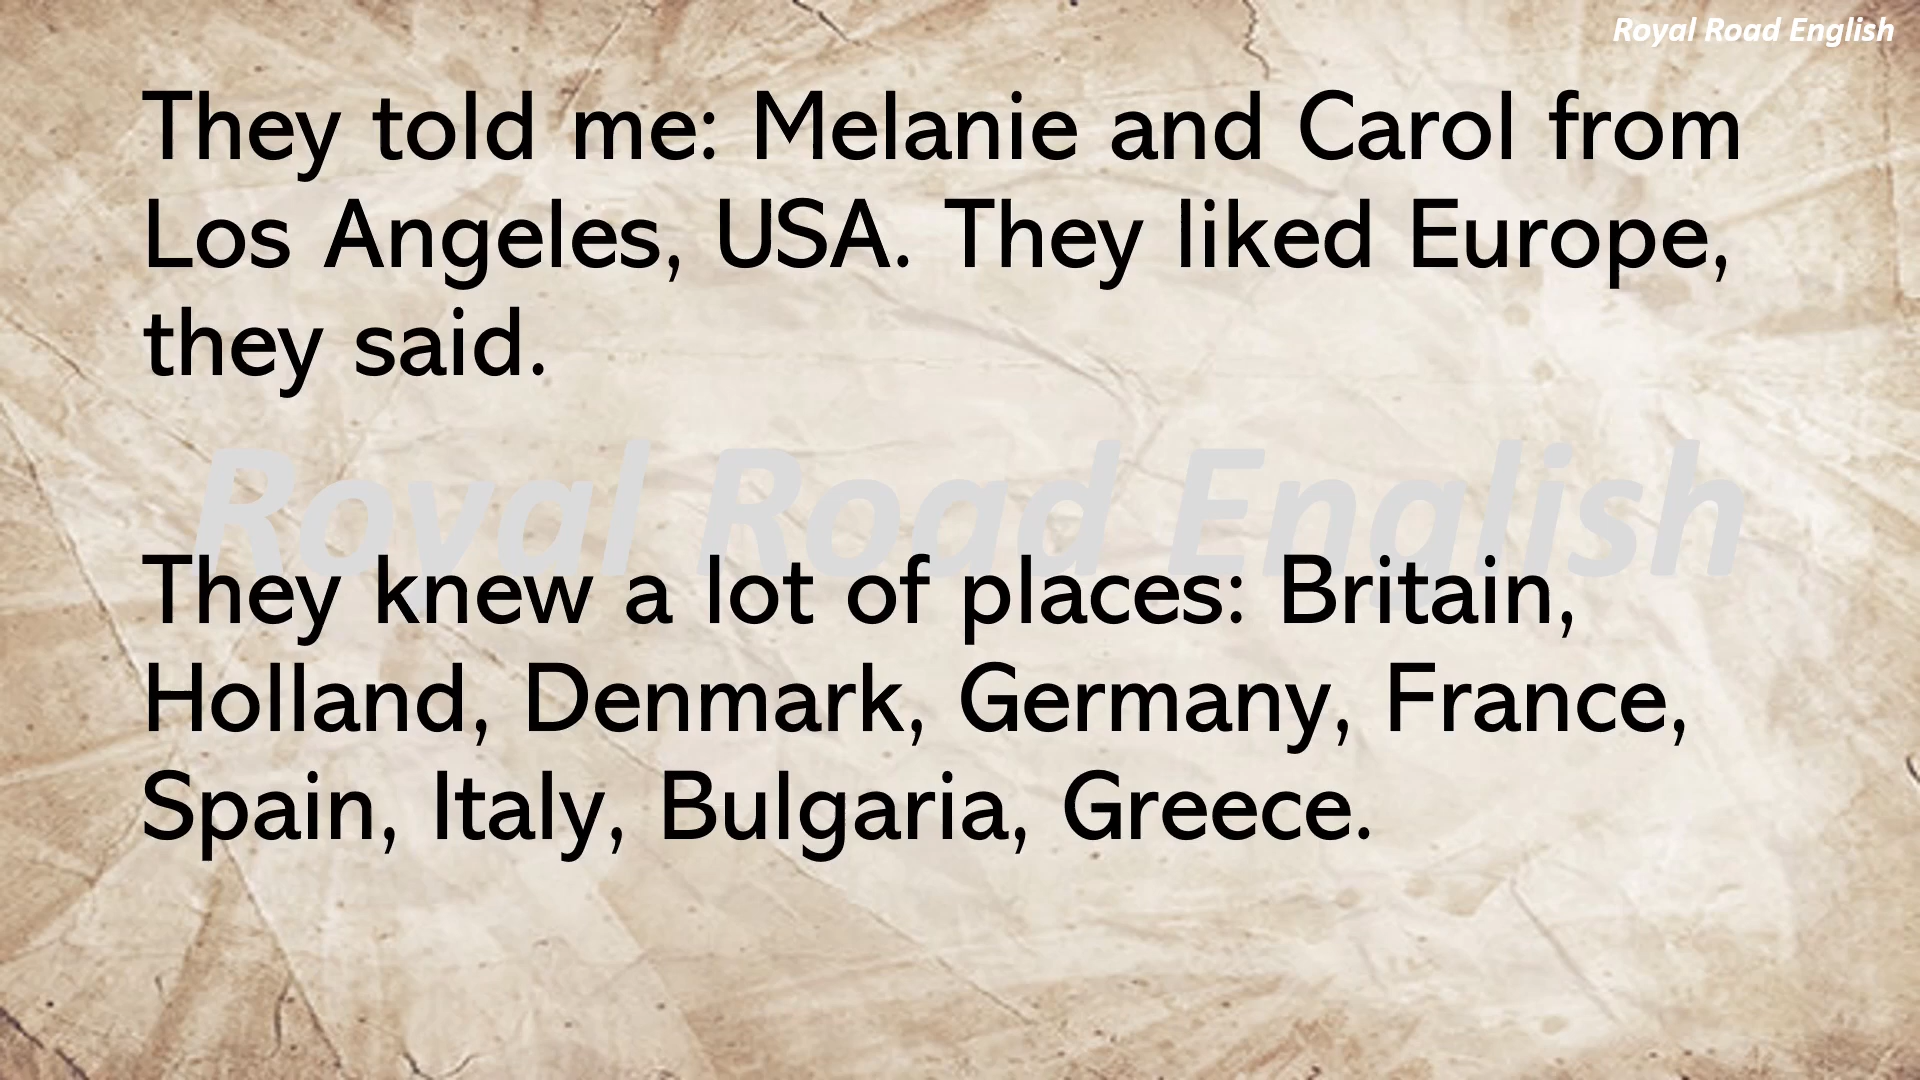 Royal Road English
They told me: Melanie and Carol from
Los Angeles, USA. They liked Europe,
they said.
Royal Road English
They knew a lot of places: Britain,
Holland, Denmark, Germany, France,
Spain, Italy, Bulgaria, Greece.